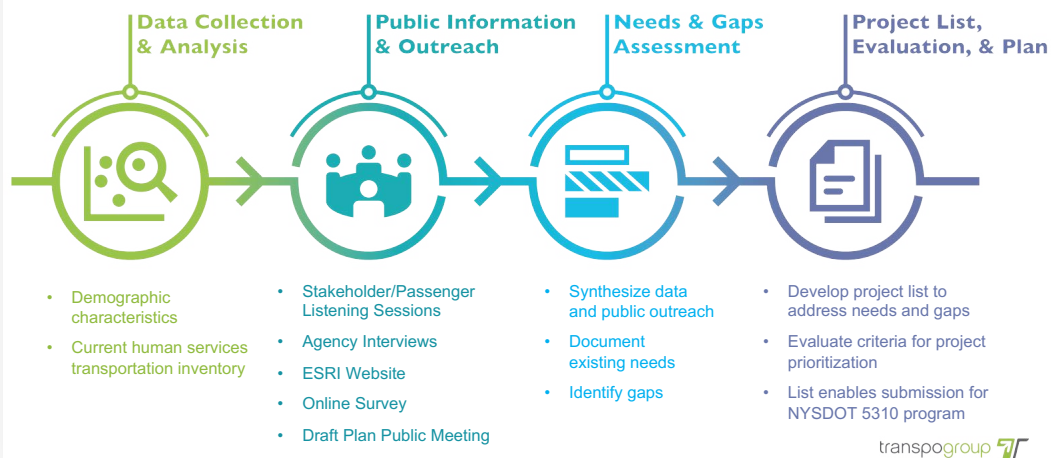 Data Collection
& Analysis
• Demographic
characteristics
• Current human services
transportation inventory
Public Information
& Outreach
• Stakeholder/Passenger
Listening Sessions
• Agency Interviews
• ESRI Website
• Online Survey
• Draft Plan Public Meeting
Needs & Gaps
Assessment
• Synthesize data
and public outreach
• Document
existing needs
• Identify gaps
Project List,
Evaluation, & Plan
• Develop project list to
address needs and gaps
• Evaluate criteria for project
prioritization
• List enables submission for
NYSDOT 5310 program
transpogroup